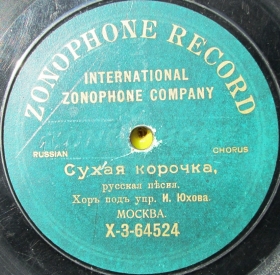 ZONOPHONE RECORD
INTERNATIONAL
ZONOPHONE COMPANY
RUSSIAN CHORUS
Сухая корочка,
русская пѣсня.
Хоръ подъ упр. И. Юхова.
МОСКВА.
X-3-64524